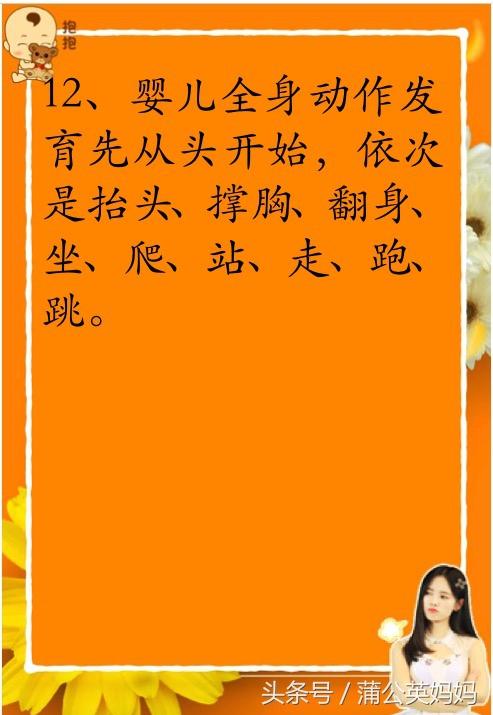 抱
抱
12、婴儿全身动作发
育先从头开始，依次
是抬头、撑胸、翻身、
坐、爬、站、走、跑、
跳。
头条号 / 蒲公英妈妈